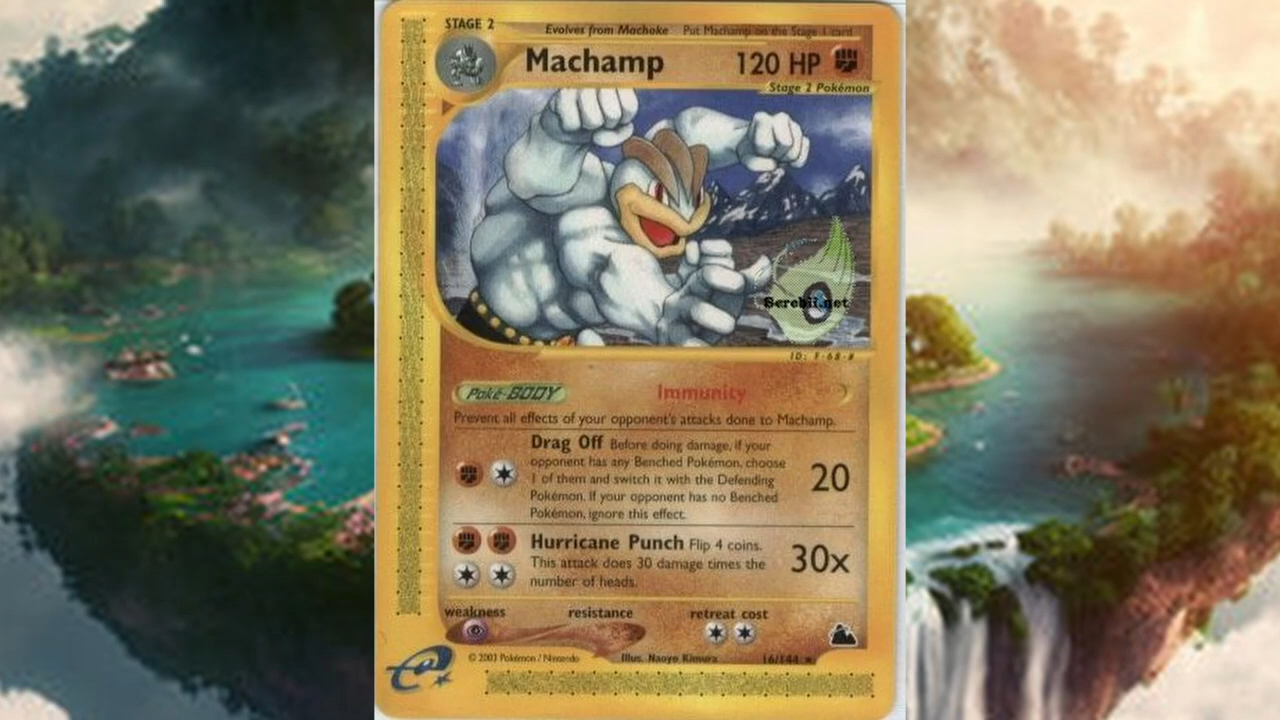 STAGE 2
Evolves from Machoke Put Machamp on the Stage 1 card
Machamp 120 HP
Stage 2 Pokémon
Serebii.net
ID: F-68-#
Poké-BODY Immunity
Prevent all effects of your opponent's attacks done to Machamp.
Drag Off Before doing damage, if your
opponent has any Benched Pokémon, choose
1 of them and switch it with the Defending
Pokémon. If your opponent has no Benched
Pokémon, ignore this effect.
20
Hurricane Punch Flip 4 coins.
This attack does 30 damage times the
number of heads.
30x
weakness resistance retreat cost
© 2003 Pokémon / Nintendo Illus. Naoyo Kimura 16/144
e